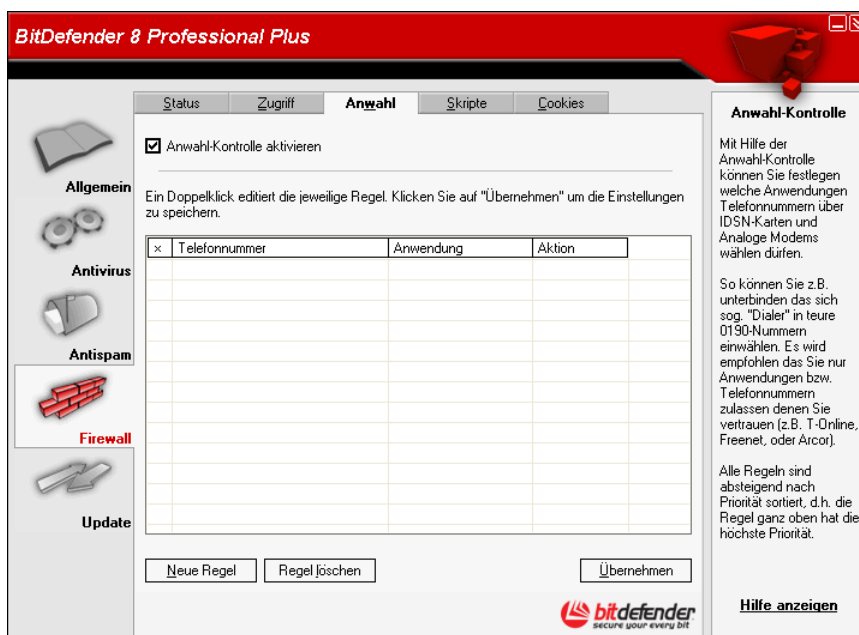 BitDefender 8 Professional Plus
Status
Zugriff
Anwahl
Skripte
Cookies
Allgemein
Antivirus
Antispam
Firewall
Update
Anwahl-Kontrolle aktivieren
Ein Doppelklick editiert die jeweilige Regel. Klicken Sie auf "Übernehmen" um die Einstellungen
zu speichern.
× Telefonnummer Anwendung Aktion
Neue Regel
Regel löschen
Übernehmen
bitdefender
secure your every bit
Anwahl-Kontrolle
Mit Hilfe der
Anwahl-Kontrolle
können Sie festlegen
welche Anwendungen
Telefonnummern über
IDSN-Karten und
Analoge Modems
wählen dürfen.
So können Sie z.B.
unterbinden das sich
sog. "Dialer" in teure
0190-Nummern
einwählen. Es wird
empfohlen das Sie nur
Anwendungen bzw.
Telefonnummern
zulassen denen Sie
vertrauen (z.B. T-Online,
Freenet, oder Arcor).
Alle Regeln sind
absteigend nach
Priorität sortiert, d.h. die
Regel ganz oben hat die
höchste Priorität.
Hilfe anzeigen